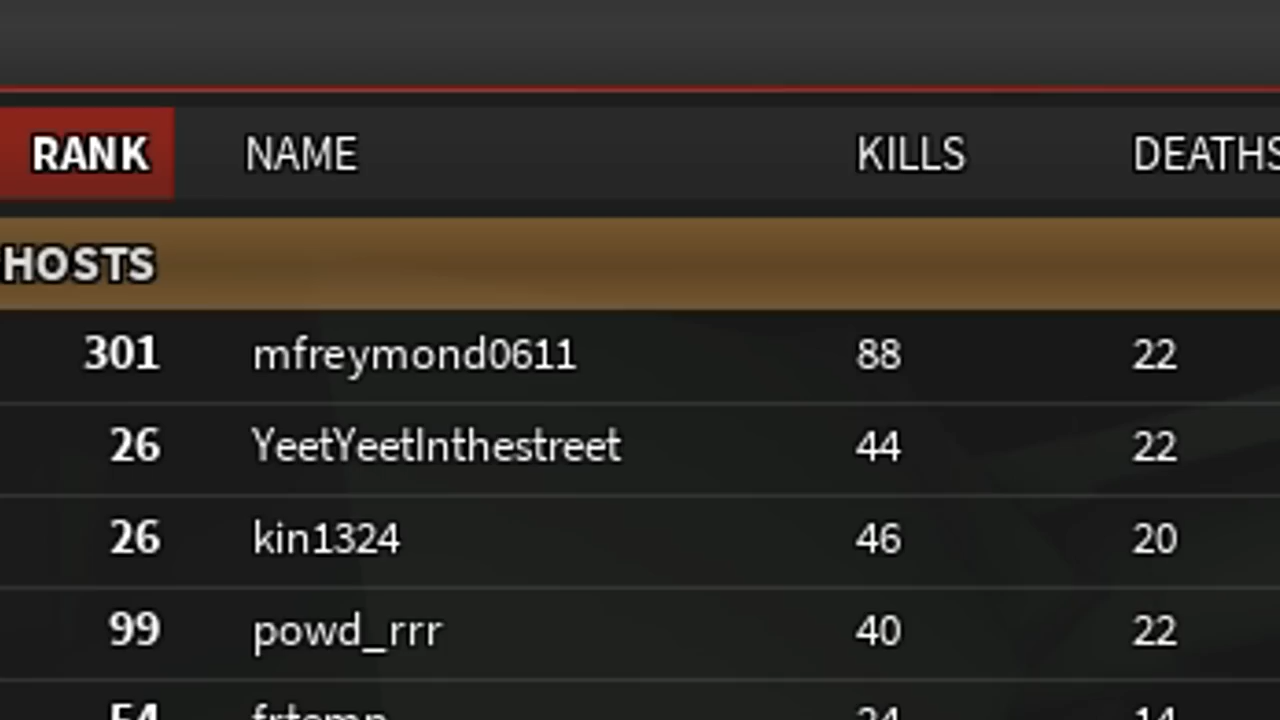 RANK NAME KILLS DEATHS
HOSTS
301 mfreymond0611 88 22
26 YeetYeetInthestreet 44 22
26 kin1324 46 20
99 powd_rrr 40 22